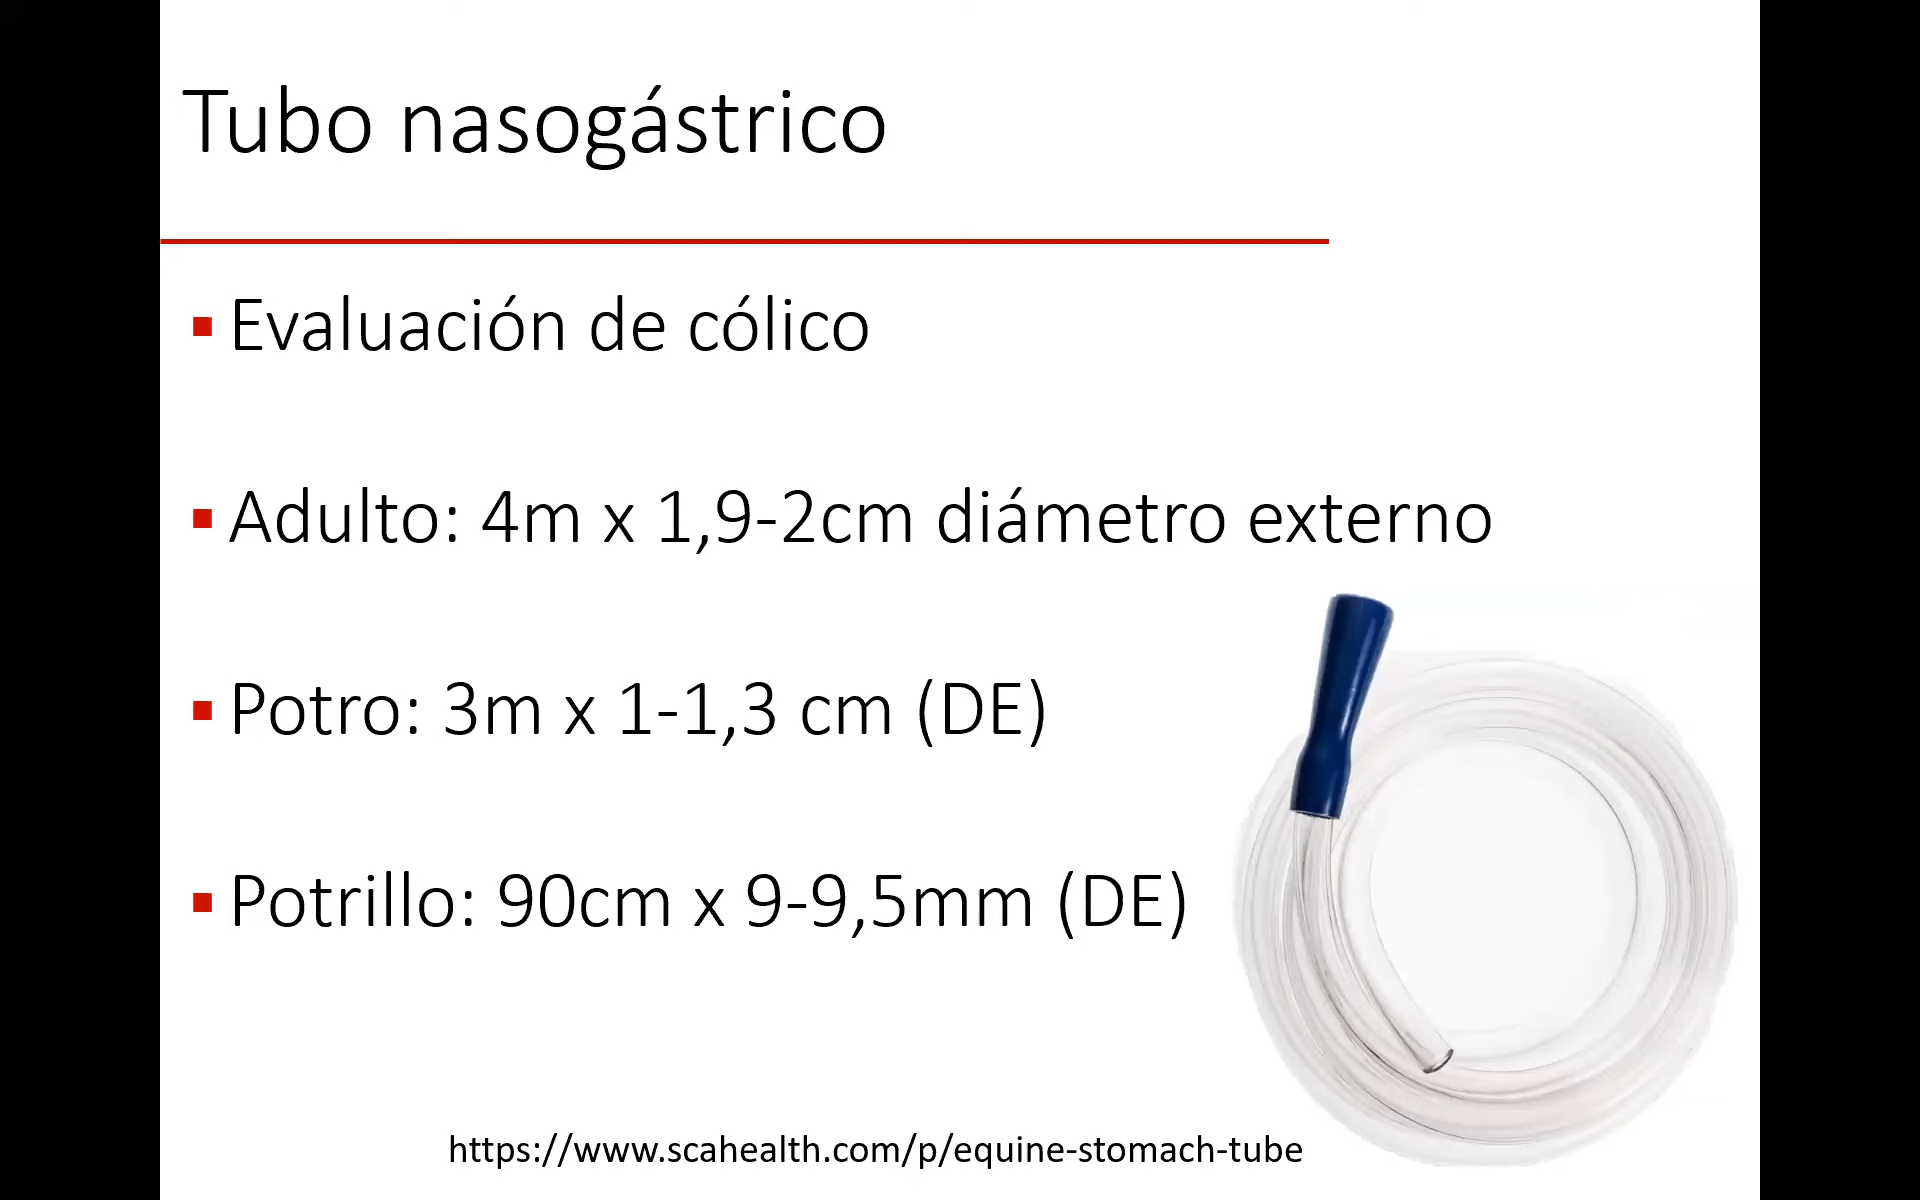 Tubo nasogástrico
Evaluación de cólico
Adulto: 4m x 1,9-2cm diámetro externo
Potro: 3m x 1-1,3 cm (DE)
Potrillo: 90cm x 9-9,5mm (DE)
https://www.scahealth.com/p/equine-stomach-tube